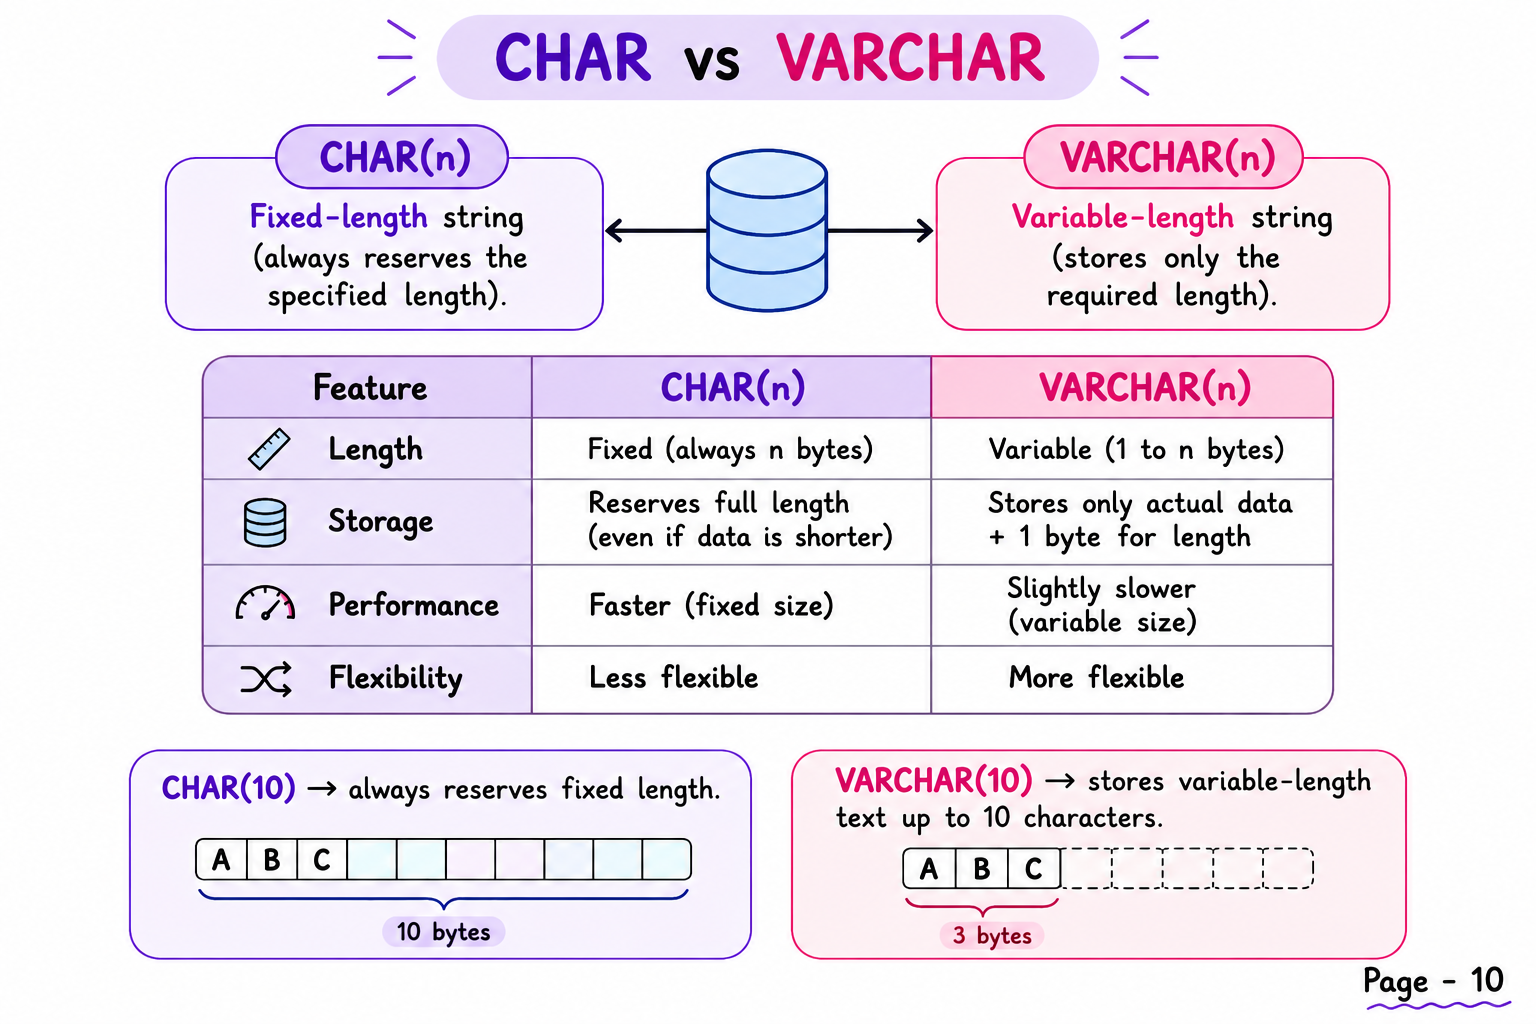 CHAR vs VARCHAR
CHAR(n)
Fixed-length string
(always reserves the
specified length).
VARCHAR(n)
Variable-length string
(stores only the
required length).
Feature CHAR(n) VARCHAR(n)
Length Fixed (always n bytes) Variable (1 to n bytes)
Storage
Reserves full length
(even if data is shorter)
Stores only actual data
+ 1 byte for length
Performance Faster (fixed size)
Slightly slower
(variable size)
Flexibility Less flexible More flexible
CHAR(10) → always reserves fixed length.
A B C
10 bytes
VARCHAR(10) → stores variable-length
text up to 10 characters.
A B C
3 bytes
Page - 10